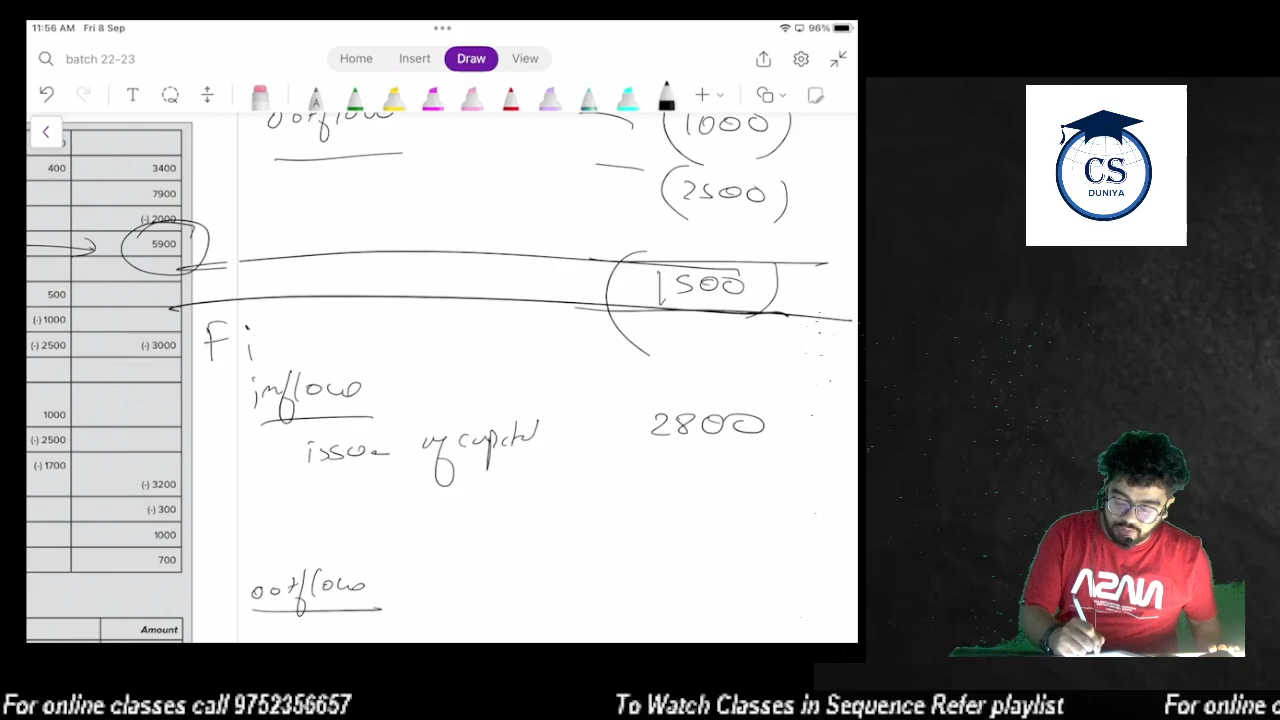 11:56 AM Fri 8 Sep
96%
batch 22-23
Home Insert Draw View
T
A
outflow (1000)
(2500)
(1500)
Fi
inflow
issue of capital 2800
outflow
400 3400
7900
(-) 2000
5900
500
(-) 1000
(-) 2500 (-) 3000
1000
(-) 2500
(-) 1700
(-) 3200
(-) 300
1000
700
Amount
CS
DUNIYA
For online classes call 9752356657 To Watch Classes in Sequence Refer playlist For online c